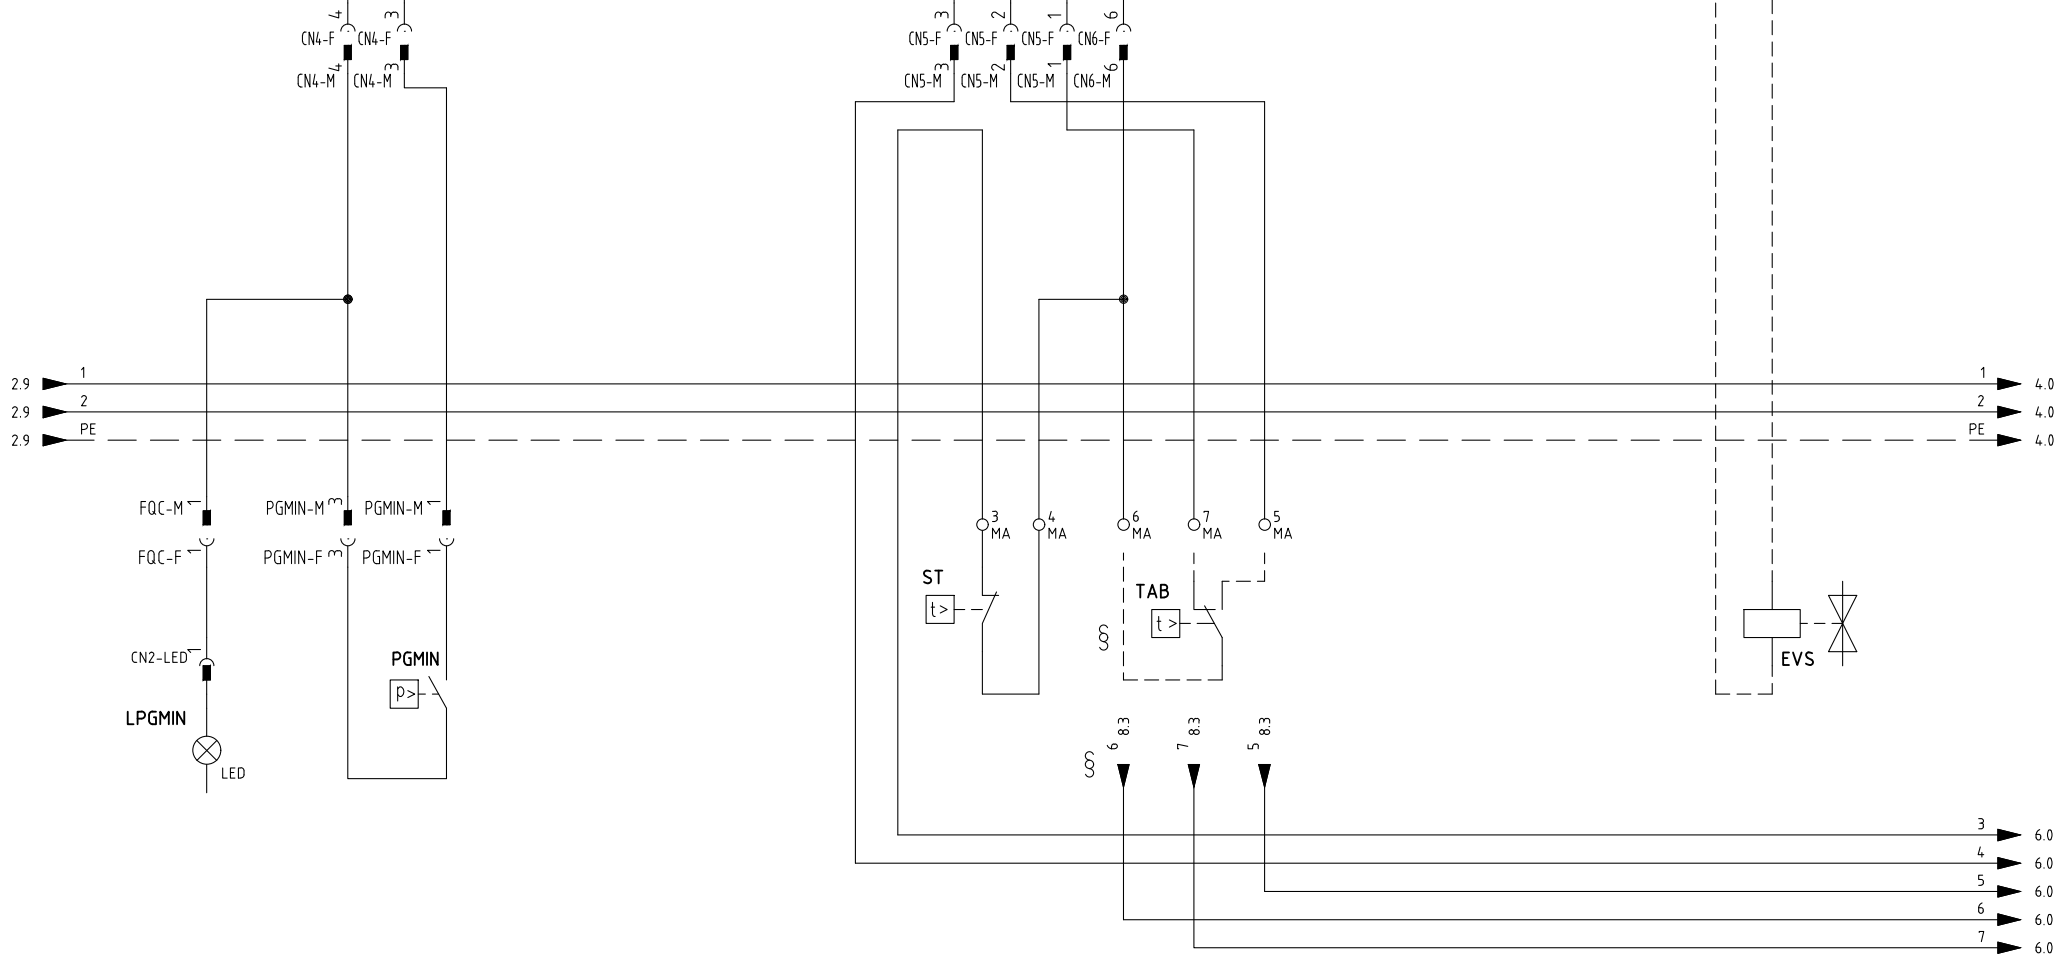 4 3 3 2 1 6
CN4-F CN4-F CN5-F CN5-F CN5-F CN6-F
4 3 3 2 1 6
CN4-M CN4-M CN5-M CN5-M CN5-M CN6-M
2.9 1 1 4.0
2.9 2 2 4.0
2.9 PE PE 4.0
FQC-M 1 PGMIN-M 3 PGMIN-M 1
3 4 6 7 5
MA MA MA MA MA
FQC-F 1 PGMIN-F 3 PGMIN-F 1
ST
t>
TAB
t >
§
CN2-LED 1
PGMIN
p>
EVS
LPGMIN
LED
8.3 8.3 8.3
6 7 5
§
3 6.0
4 6.0
5 6.0
6 6.0
7 6.0